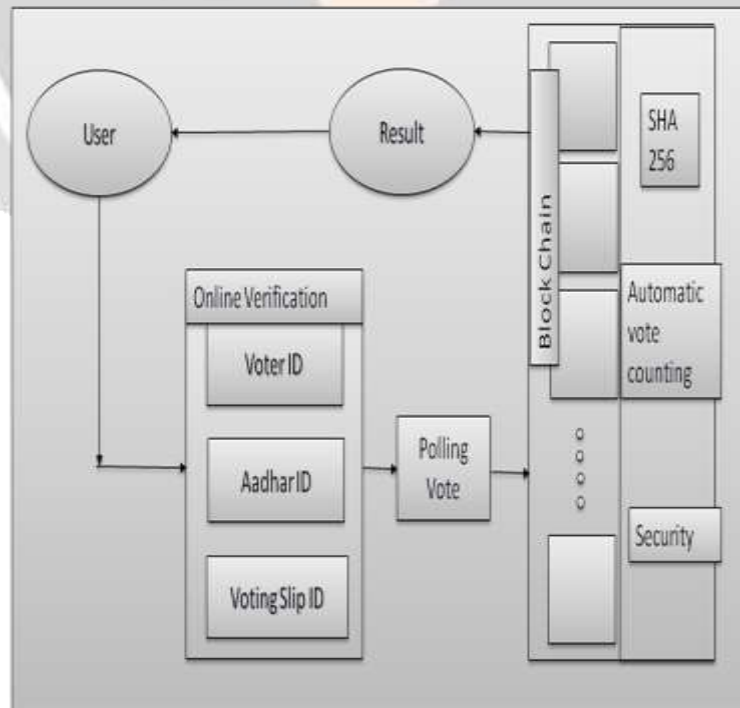 User
Result
Block Chain
SHA
256
Online Verification
Voter ID
Aadhar ID
Voting Slip ID
Polling
Vote
Automatic
vote
counting
Security